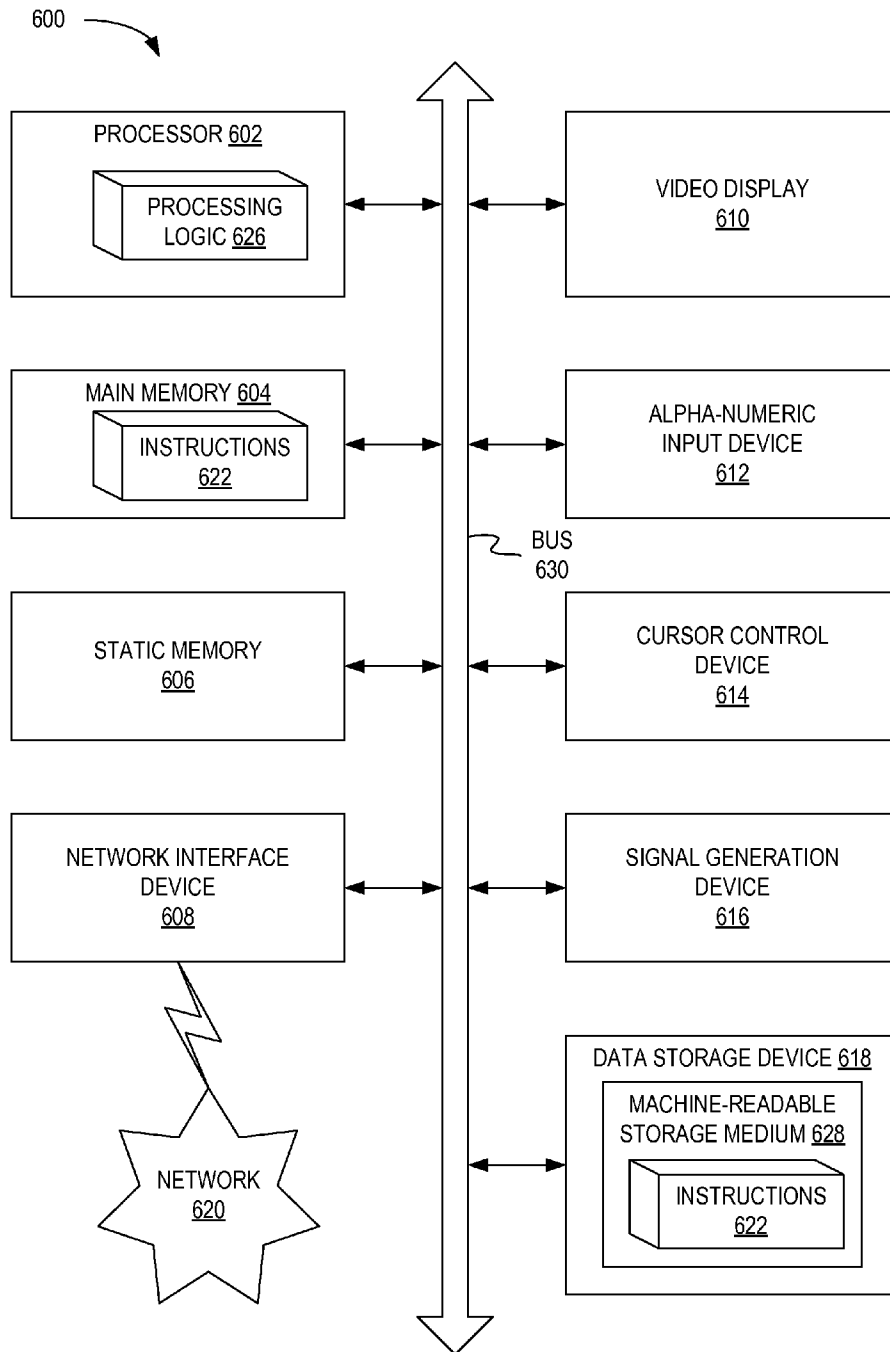 600
PROCESSOR 602
PROCESSING
LOGIC 626
VIDEO DISPLAY
610
MAIN MEMORY 604
INSTRUCTIONS
622
ALPHA-NUMERIC
INPUT DEVICE
612
BUS
630
STATIC MEMORY
606
CURSOR CONTROL
DEVICE
614
NETWORK INTERFACE
DEVICE
608
SIGNAL GENERATION
DEVICE
616
NETWORK
620
DATA STORAGE DEVICE 618
MACHINE-READABLE
STORAGE MEDIUM 628
INSTRUCTIONS
622